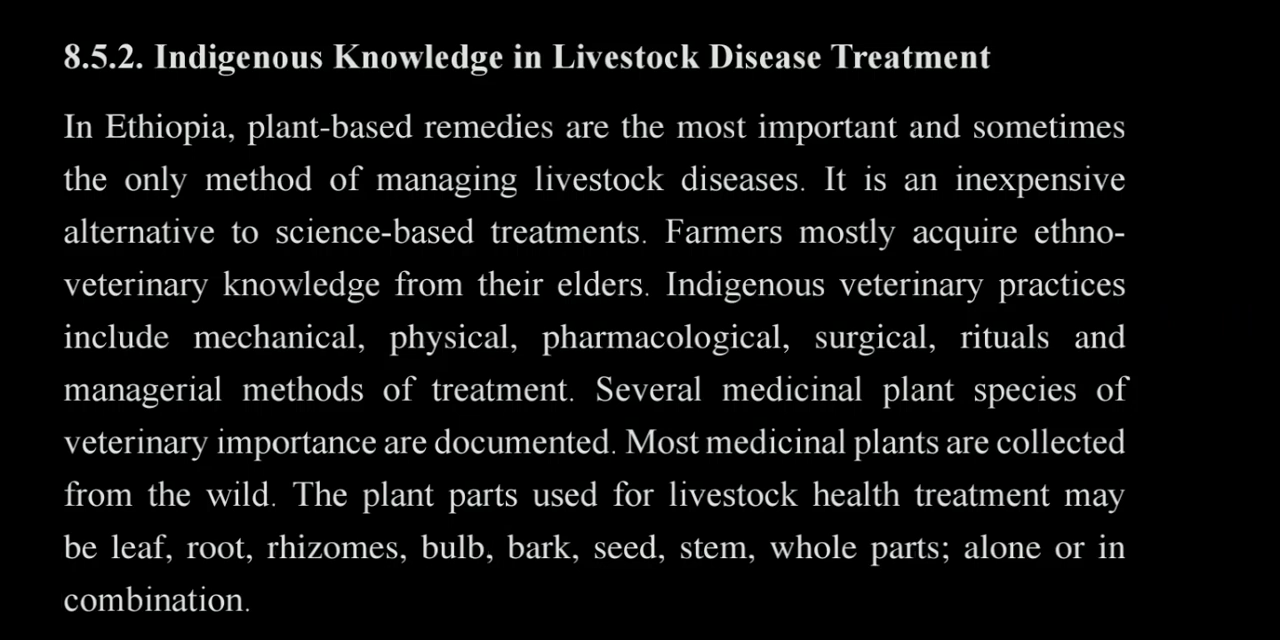 8.5.2. Indigenous Knowledge in Livestock Disease Treatment
In Ethiopia, plant-based remedies are the most important and sometimes
the only method of managing livestock diseases. It is an inexpensive
alternative to science-based treatments. Farmers mostly acquire ethno-
veterinary knowledge from their elders. Indigenous veterinary practices
include mechanical, physical, pharmacological, surgical, rituals and
managerial methods of treatment. Several medicinal plant species of
veterinary importance are documented. Most medicinal plants are collected
from the wild. The plant parts used for livestock health treatment may
be leaf, root, rhizomes, bulb, bark, seed, stem, whole parts; alone or in
combination.